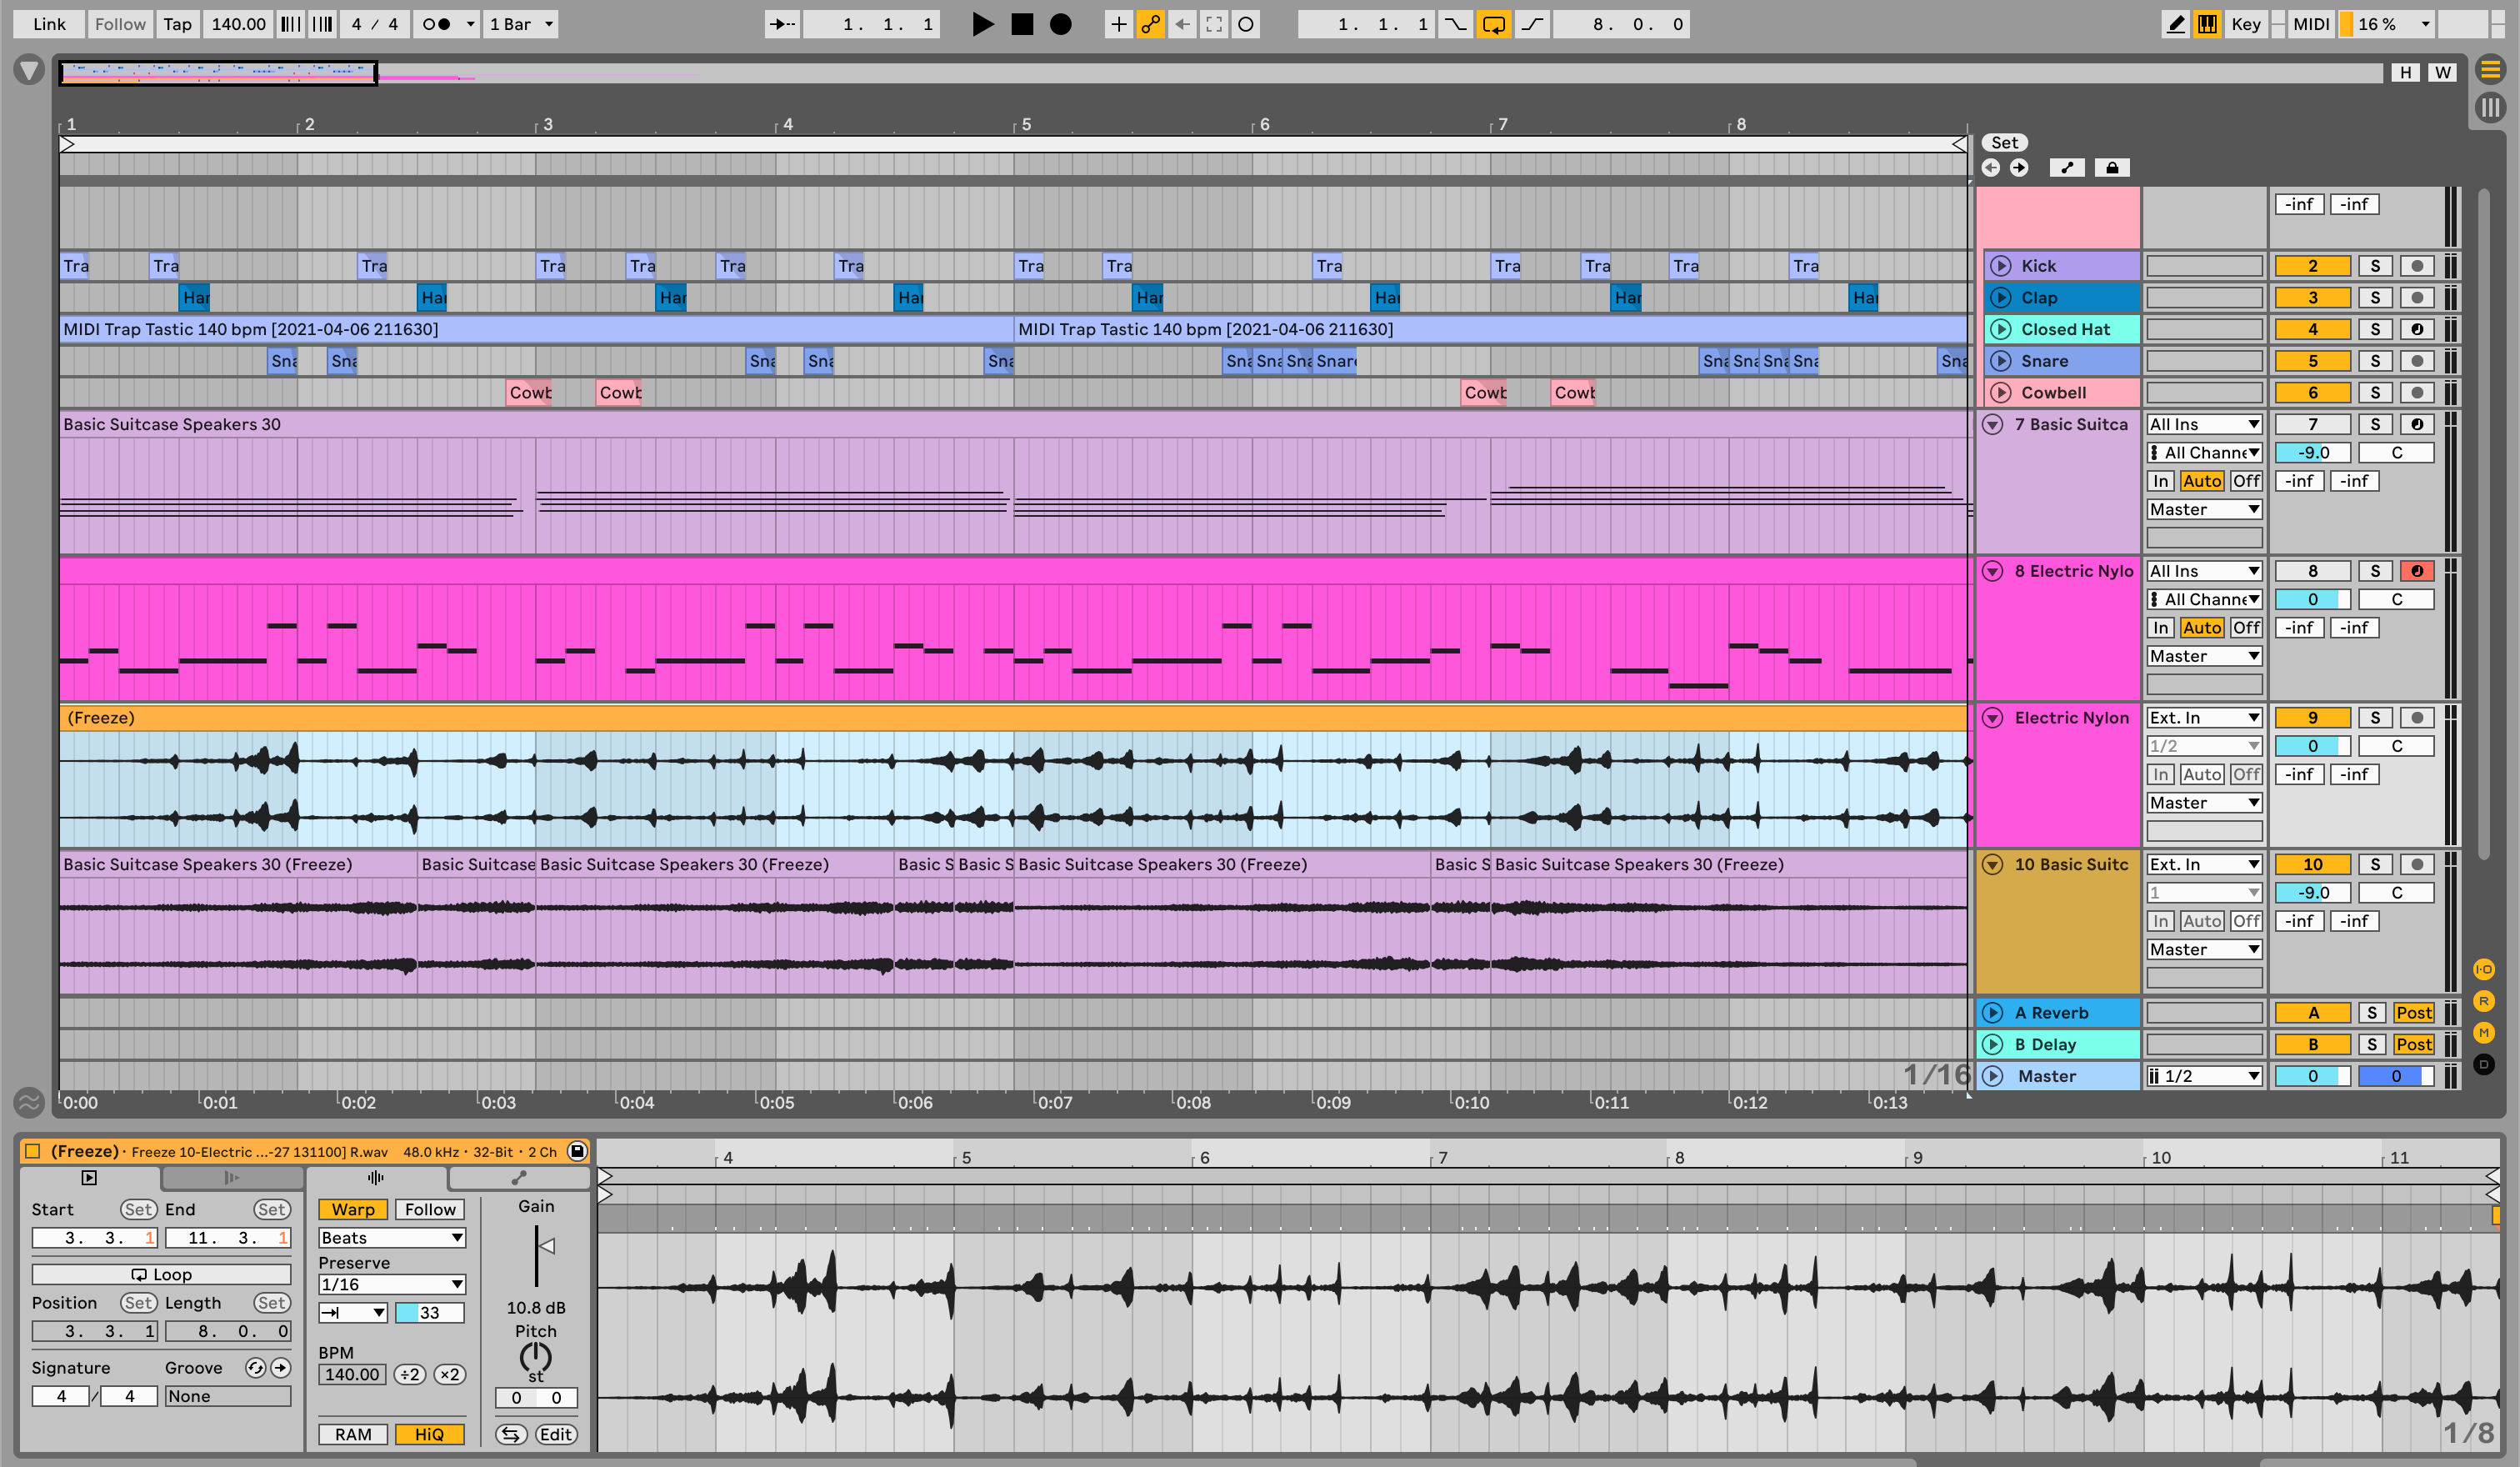 Link Follow Tap 140.00 4 / 4 1 Bar 1. 1. 1 1. 1. 1 8. 0. 0 Key MIDI 16 %
H W
1 2 3 4 5 6 7 8
Set
-inf -inf
Tra Tra Tra Tra Tra Tra Tra Tra Tra Tra Tra Tra Tra Tra Kick 2 S
Har Har Har Har Har Har Har Har Clap 3 S
MIDI Trap Tastic 140 bpm [2021-04-06 211630] MIDI Trap Tastic 140 bpm [2021-04-06 211630] Closed Hat 4 S
Sna Sna Sna Sna Sna Sna Sna Sna Snare Sna Sna Sna Sna Sna Snare 5 S
Cowb Cowb Cowb Cowb Cowbell 6 S
Basic Suitcase Speakers 30 7 Basic Suitca All Ins 7 S
All Channe -9.0 C
In Auto Off -inf -inf
Master
8 Electric Nylo All Ins 8 S
All Channe 0 C
In Auto Off -inf -inf
Master
(Freeze) Electric Nylon Ext. In 9 S
1/2 0 C
In Auto Off -inf -inf
Master
Basic Suitcase Speakers 30 (Freeze) Basic Suitcase Basic Suitcase Speakers 30 (Freeze) Basic S Basic S Basic Suitcase Speakers 30 (Freeze) Basic S Basic Suitcase Speakers 30 (Freeze) 10 Basic Suitc Ext. In 10 S
1 -9.0 C
In Auto Off -inf -inf
Master
I·O
R
M
D
A Reverb A S Post
B Delay B S Post
1/16 Master 1/2 0 0
0:00 0:01 0:02 0:03 0:04 0:05 0:06 0:07 0:08 0:09 0:10 0:11 0:12 0:13
(Freeze) · Freeze 10-Electric ...-27 131100] R.wav 48.0 kHz · 32-Bit · 2 Ch
4 5 6 7 8 9 10 11
Start Set End Set Warp Follow Gain
3. 3. 1 11. 3. 1 Beats
Preserve
Loop 1/16
Position Set Length Set 33 10.8 dB
3. 3. 1 8. 0. 0 Pitch
BPM
Signature Groove 140.00 ÷2 ×2 st
4 / 4 None 0 0
RAM HiQ Edit
1/8